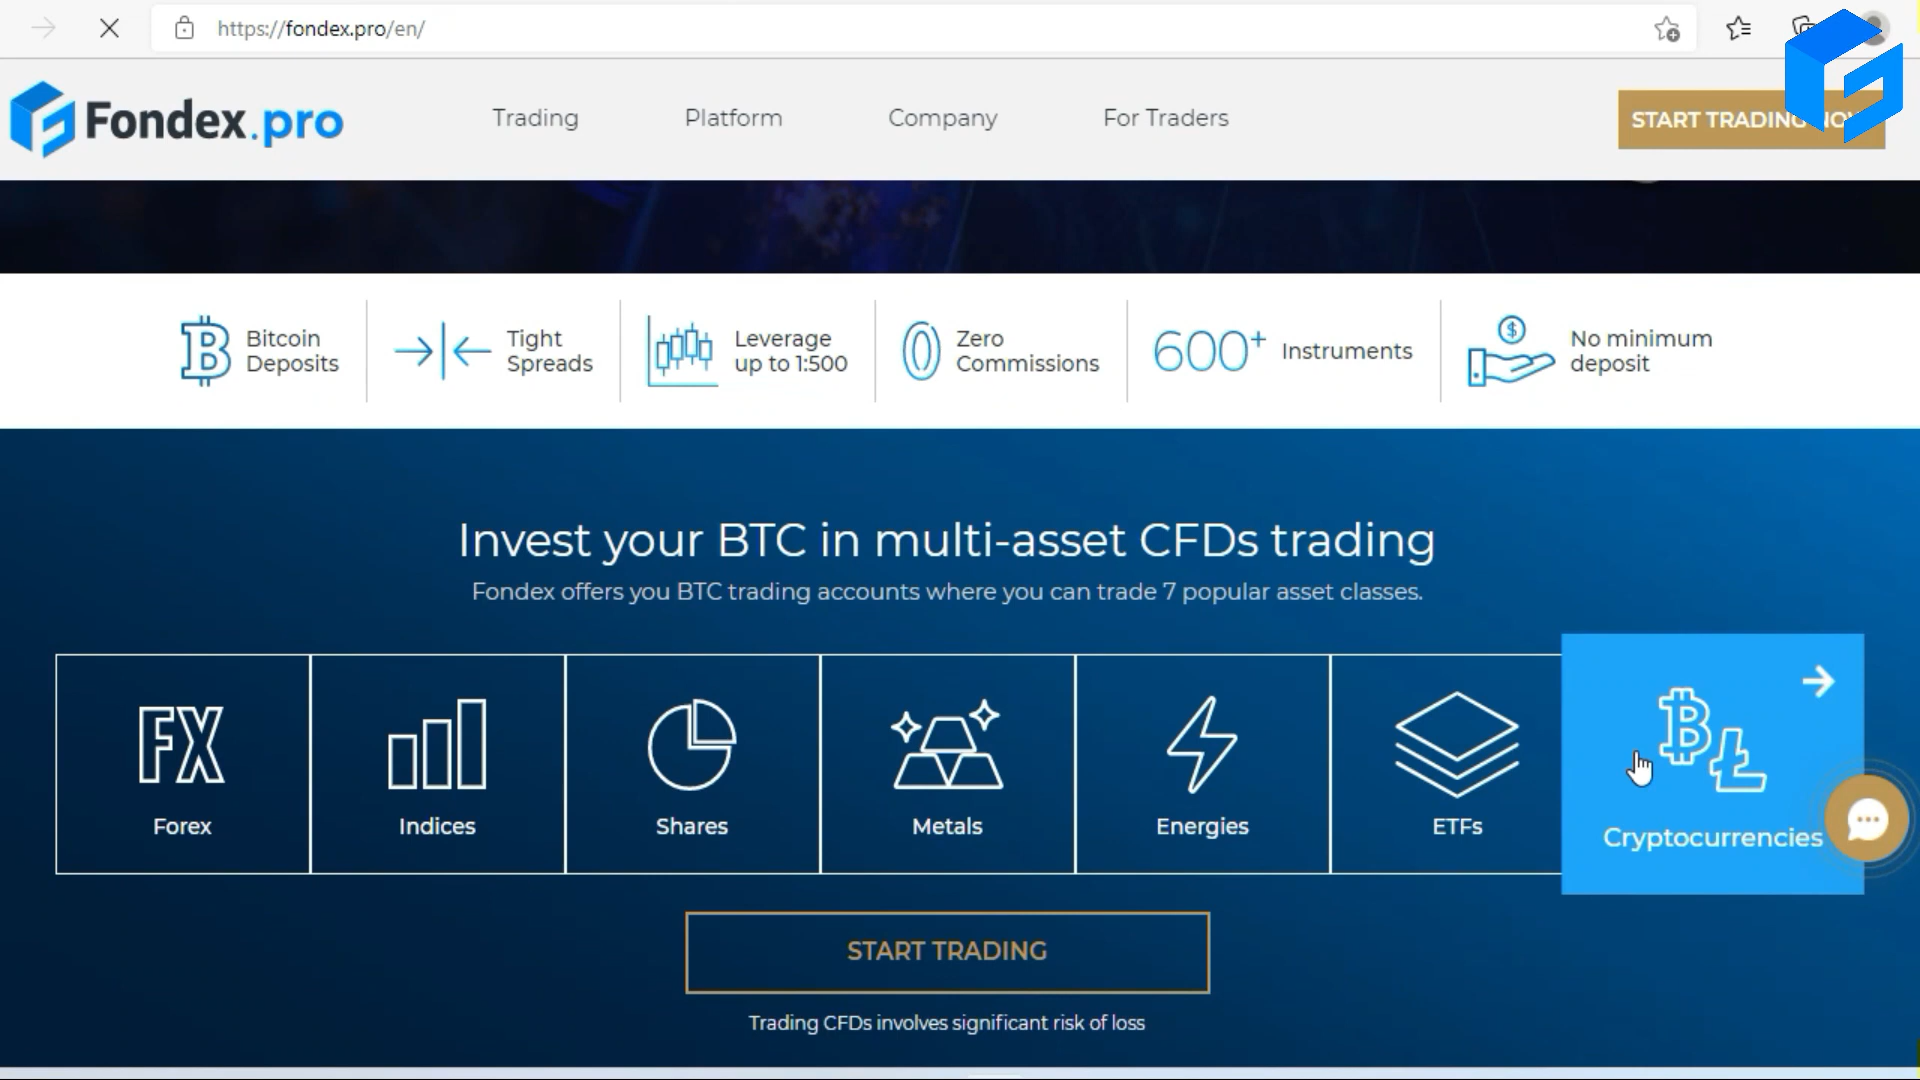 https://fondex.pro/en/
Fondex.pro
Trading
Platform
Company
For Traders
START TRADING NOW
Bitcoin
Deposits
Tight
Spreads
Leverage
up to 1:500
Zero
Commissions
600+ Instruments
No minimum
deposit
Invest your BTC in multi-asset CFDs trading
Fondex offers you BTC trading accounts where you can trade 7 popular asset classes.
FX
Forex
Indices
Shares
Metals
Energies
ETFs
Cryptocurrencies
START TRADING
Trading CFDs involves significant risk of loss